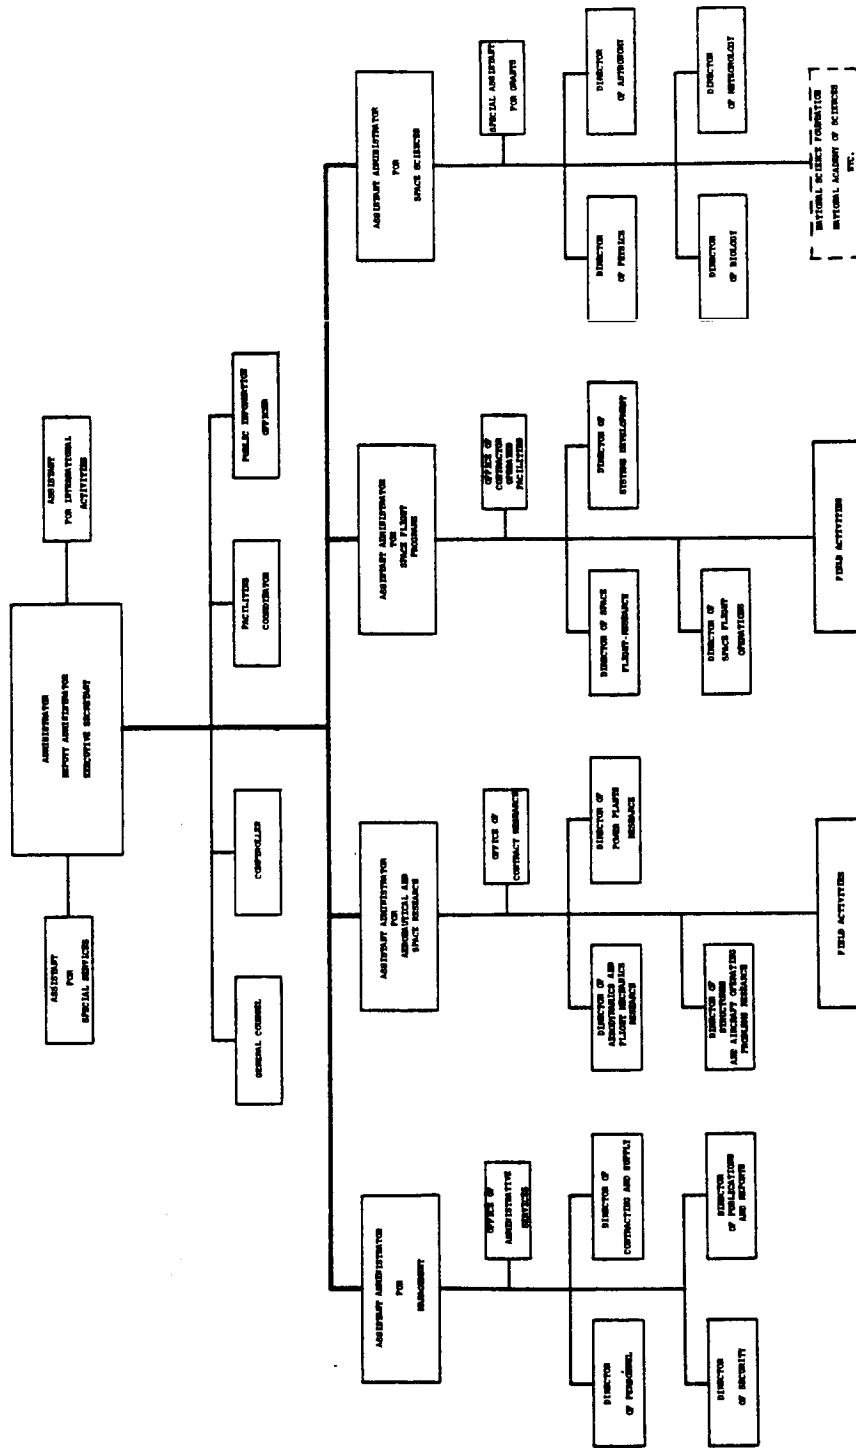 ASSISTANT
FOR
SPECIAL SERVICES
ADMINISTRATOR
DEPUTY ADMINISTRATOR
EXECUTIVE SECRETARY
ASSISTANT
FOR INTERNATIONAL
ACTIVITIES
GENERAL COUNSEL
COMPTROLLER
FACILITIES
COORDINATOR
PUBLIC INFORMATION
OFFICER
ASSISTANT ADMINISTRATOR
FOR
MANAGEMENT
ASSISTANT ADMINISTRATOR
FOR
AERONAUTICAL AND
SPACE RESEARCH
ASSISTANT ADMINISTRATOR
FOR
SPACE FLIGHT
PROGRAMS
ASSISTANT ADMINISTRATOR
FOR
SPACE SCIENCES
OFFICE OF
ADMINISTRATIVE
SERVICES
OFFICE OF
CONTRACT RESEARCH
OFFICE OF
CONTRACTOR
OPERATED
FACILITIES
SPECIAL ASSISTANT
FOR GRANTS
DIRECTOR
OF PERSONNEL
DIRECTOR OF
CONTRACTING AND SUPPLY
DIRECTOR OF
AERODYNAMICS AND
FLIGHT MECHANICS
RESEARCH
DIRECTOR OF
POWER PLANTS
RESEARCH
DIRECTOR OF SPACE
FLIGHT-RESEARCH
DIRECTOR OF
SYSTEMS DEVELOPMENT
DIRECTOR
OF PHYSICS
DIRECTOR
OF ASTRONOMY
DIRECTOR
OF SECURITY
DIRECTOR
OF PUBLICATIONS
AND REPORTS
DIRECTOR OF
STRUCTURES
AND AIRCRAFT OPERATING
PROBLEMS RESEARCH
DIRECTOR OF
SPACE FLIGHT
OPERATIONS
DIRECTOR
OF BIOLOGY
DIRECTOR
OF METEOROLOGY
FIELD ACTIVITIES
FIELD ACTIVITIES
NATIONAL SCIENCE FOUNDATION
NATIONAL ACADEMY OF SCIENCES
ETC.